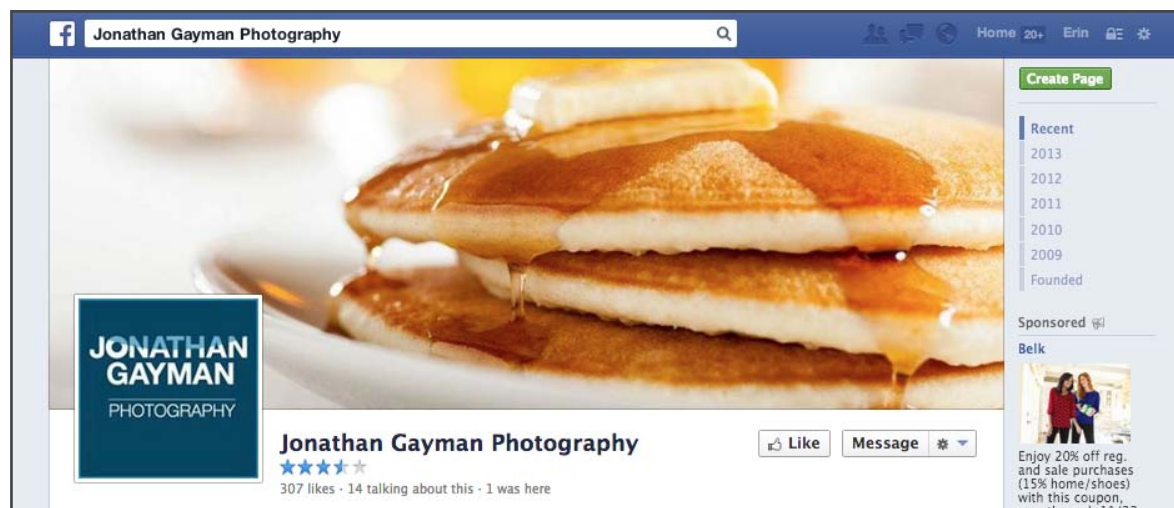 Jonathan Gayman Photography
Home 20+ Erin
Create Page
Recent
2013
2012
2011
2010
2009
Founded
Sponsored
Belk
Enjoy 20% off reg.
and sale purchases
(15% home/shoes)
with this coupon,
JONATHAN
GAYMAN
PHOTOGRAPHY
Jonathan Gayman Photography
307 likes · 14 talking about this · 1 was here
Like
Message